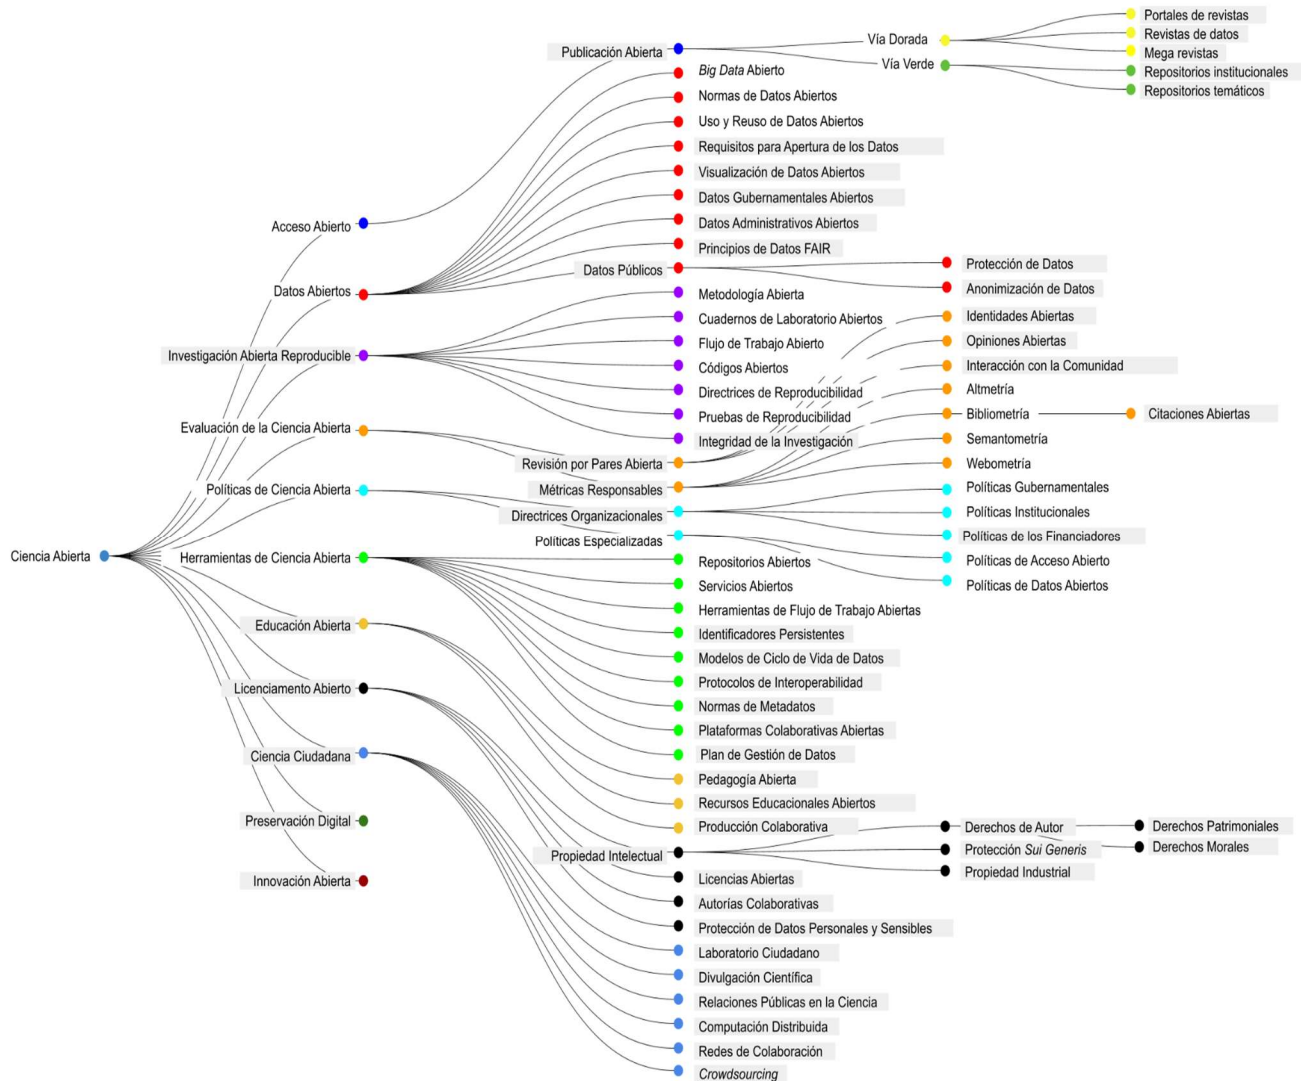 Ciencia Abierta
Acceso Abierto
Datos Abiertos
Investigación Abierta Reproducible
Evaluación de la Ciencia Abierta
Políticas de Ciencia Abierta
Herramientas de Ciencia Abierta
Educación Abierta
Licenciamento Abierto
Ciencia Ciudadana
Preservación Digital
Innovación Abierta
Publicación Abierta
Big Data Abierto
Normas de Datos Abiertos
Uso y Reuso de Datos Abiertos
Requisitos para Apertura de los Datos
Visualización de Datos Abiertos
Datos Gubernamentales Abiertos
Datos Administrativos Abiertos
Principios de Datos FAIR
Datos Públicos
Metodología Abierta
Cuadernos de Laboratorio Abiertos
Flujo de Trabajo Abierto
Códigos Abiertos
Directrices de Reproducibilidad
Pruebas de Reproducibilidad
Integridad de la Investigación
Revisión por Pares Abierta
Métricas Responsables
Directrices Organizacionales
Políticas Especializadas
Repositorios Abiertos
Servicios Abiertos
Herramientas de Flujo de Trabajo Abiertas
Identificadores Persistentes
Modelos de Ciclo de Vida de Datos
Protocolos de Interoperabilidad
Normas de Metadatos
Plataformas Colaborativas Abiertas
Plan de Gestión de Datos
Pedagogía Abierta
Recursos Educacionales Abiertos
Producción Colaborativa
Propiedad Intelectual
Licencias Abiertas
Autorías Colaborativas
Protección de Datos Personales y Sensibles
Laboratorio Ciudadano
Divulgación Científica
Relaciones Públicas en la Ciencia
Computación Distribuida
Redes de Colaboración
Crowdsourcing
Vía Dorada
Vía Verde
Protección de Datos
Anonimización de Datos
Identidades Abiertas
Opiniones Abiertas
Interacción con la Comunidad
Altmetría
Bibliometría
Semantometría
Webometría
Políticas Gubernamentales
Políticas Institucionales
Políticas de los Financiadores
Políticas de Acceso Abierto
Políticas de Datos Abiertos
Derechos de Autor
Protección Sui Generis
Propiedad Industrial
Portales de revistas
Revistas de datos
Mega revistas
Repositorios institucionales
Repositorios temáticos
Citaciones Abiertas
Derechos Patrimoniales
Derechos Morales